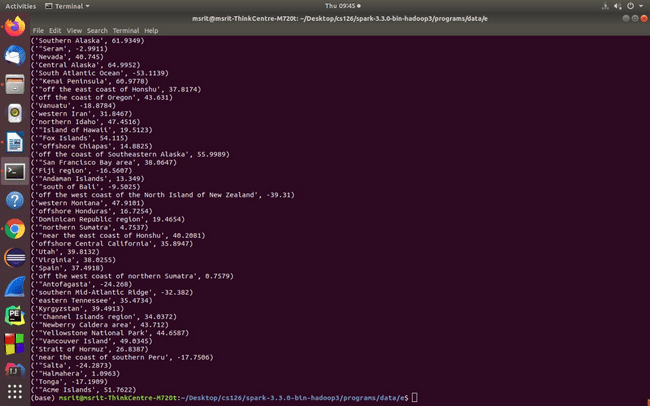 Activities Terminal Thu 09:45
msrit@msrit-ThinkCentre-M720t: ~/Desktop/cs126/spark-3.3.0-bin-hadoop3/programs/data/e
File Edit View Search Terminal Help
('Southern Alaska', 61.9349)
('"Seram', -2.9911)
('Nevada', 40.745)
('Central Alaska', 64.9952)
('South Atlantic Ocean', -53.1139)
('"Kenai Peninsula', 60.9778)
('"off the east coast of Honshu', 37.8174)
('off the coast of Oregon', 43.631)
('Vanuatu', -18.8784)
('western Iran', 31.8467)
('northern Idaho', 47.4516)
('"Island of Hawaii', 19.5123)
('"Fox Islands', 54.115)
('"offshore Chiapas', 14.8825)
('off the coast of Southeastern Alaska', 55.9989)
('"San Francisco Bay area', 38.0647)
('Fiji region', -16.5607)
('"Andaman Islands', 13.349)
('"south of Bali', -9.5025)
('off the west coast of the North Island of New Zealand', -39.31)
('western Montana', 47.9101)
('offshore Honduras', 16.7254)
('Dominican Republic region', 19.4654)
('"northern Sumatra', 4.7537)
('"near the east coast of Honshu', 40.2081)
('offshore Central California', 35.8947)
('Utah', 39.8132)
('Virginia', 38.0255)
('Spain', 37.4918)
('off the west coast of northern Sumatra', 0.7579)
('"Antofagasta', -24.268)
('southern Mid-Atlantic Ridge', -32.382)
('eastern Tennessee', 35.4734)
('Kyrgyzstan', 39.4913)
('"Channel Islands region', 34.0372)
('"Newberry Caldera area', 43.712)
('"Yellowstone National Park', 44.6587)
('"Vancouver Island', 49.0345)
('Strait of Hormuz', 26.8387)
('near the coast of southern Peru', -17.7506)
('"Salta', -24.2873)
('"Halmahera', 1.0963)
('Tonga', -17.1909)
('"Acme Islands', 51.7622)
(base) msrit@msrit-ThinkCentre-M720t:~/Desktop/cs126/spark-3.3.0-bin-hadoop3/programs/data/e$